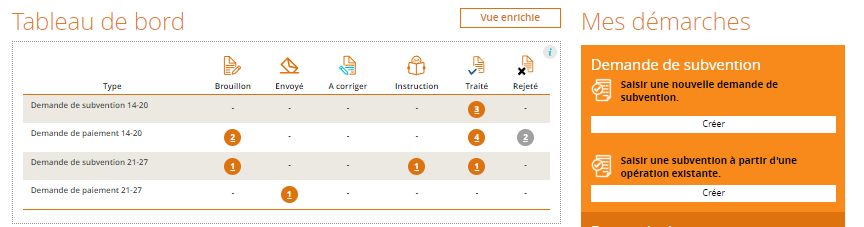 Tableau de bord
Vue enrichie
i
Type Brouillon Envoyé A corriger Instruction Traité Rejeté
Demande de subvention 14-20 - - - - 3 -
Demande de paiement 14-20 2 - - - 4 2
Demande de subvention 21-27 1 - - 1 1 -
Demande de paiement 21-27 - 1 - - - -
Mes démarches
Demande de subvention
Saisir une nouvelle demande de
subvention.
Créer
Saisir une subvention à partir d'une
opération existante.
Créer